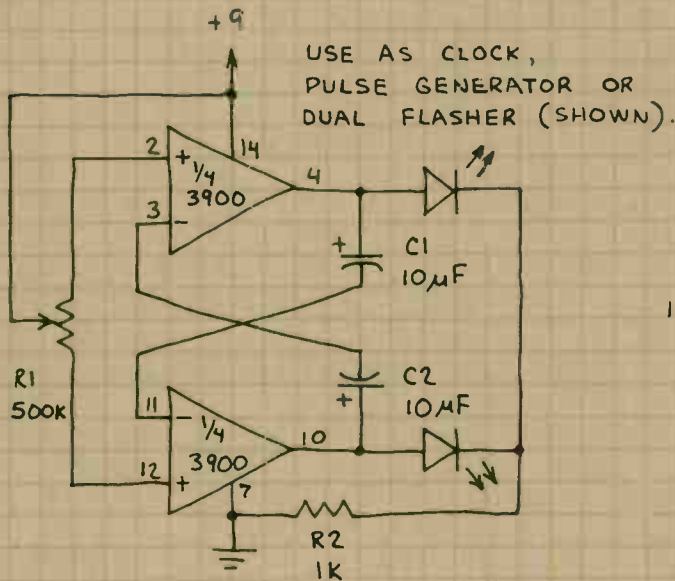 +9
USE AS CLOCK,
PULSE GENERATOR OR
DUAL FLASHER (SHOWN).
2
+
14
1/4
3900
4
3
-
+
C1
10µF
R1
500K
C2
+
10µF
11
-
1/4
3900
10
12
+
7
R2
1K